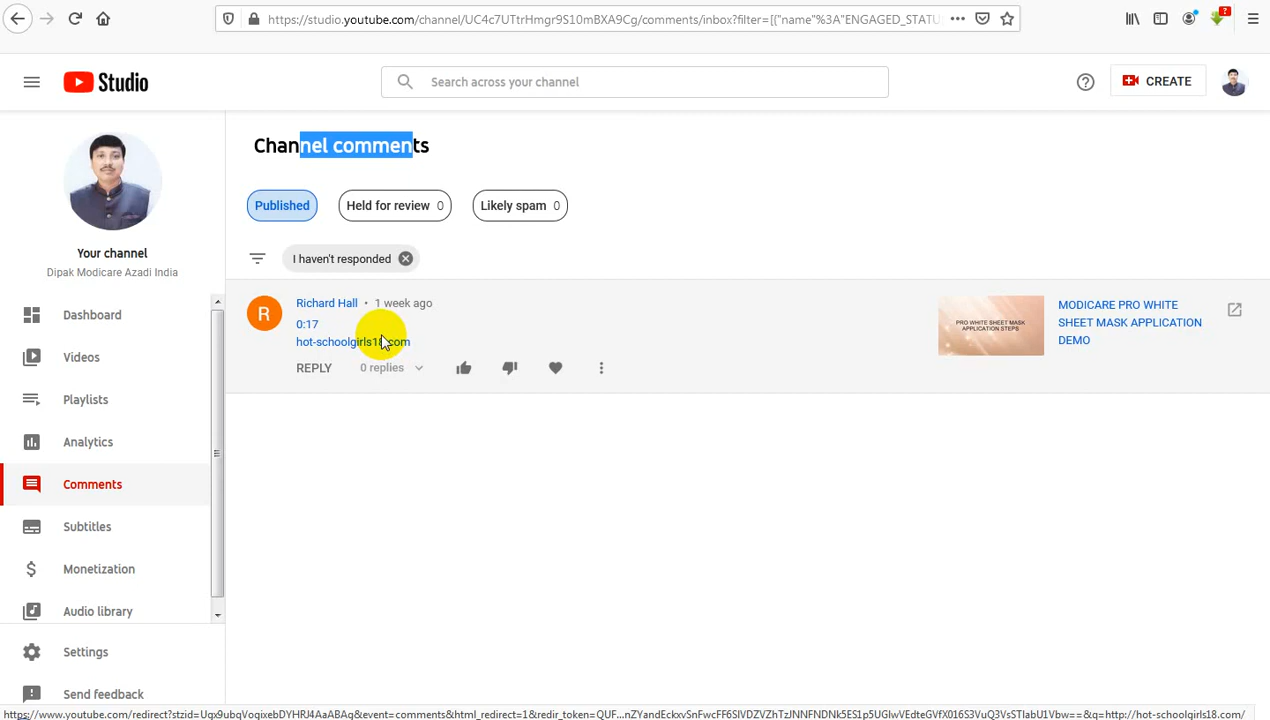 https://studio.youtube.com/channel/UC4c7UTtrHmgr9S10mBXA9Cg/comments/inbox?filter=[{"name"%3A"ENGAGED_STATU
?
Studio
Search across your channel
CREATE
Channel comments
Published
Held for review 0
Likely spam 0
Your channel
Dipak Modicare Azadi India
I haven't responded
R
Richard Hall • 1 week ago
0:17
hot-schoolgirls18.com
REPLY
0 replies
PRO WHITE SHEET MASK
APPLICATION STEPS
MODICARE PRO WHITE
SHEET MASK APPLICATION
DEMO
Dashboard
Videos
Playlists
Analytics
Comments
Subtitles
Monetization
Audio library
Settings
Send feedback